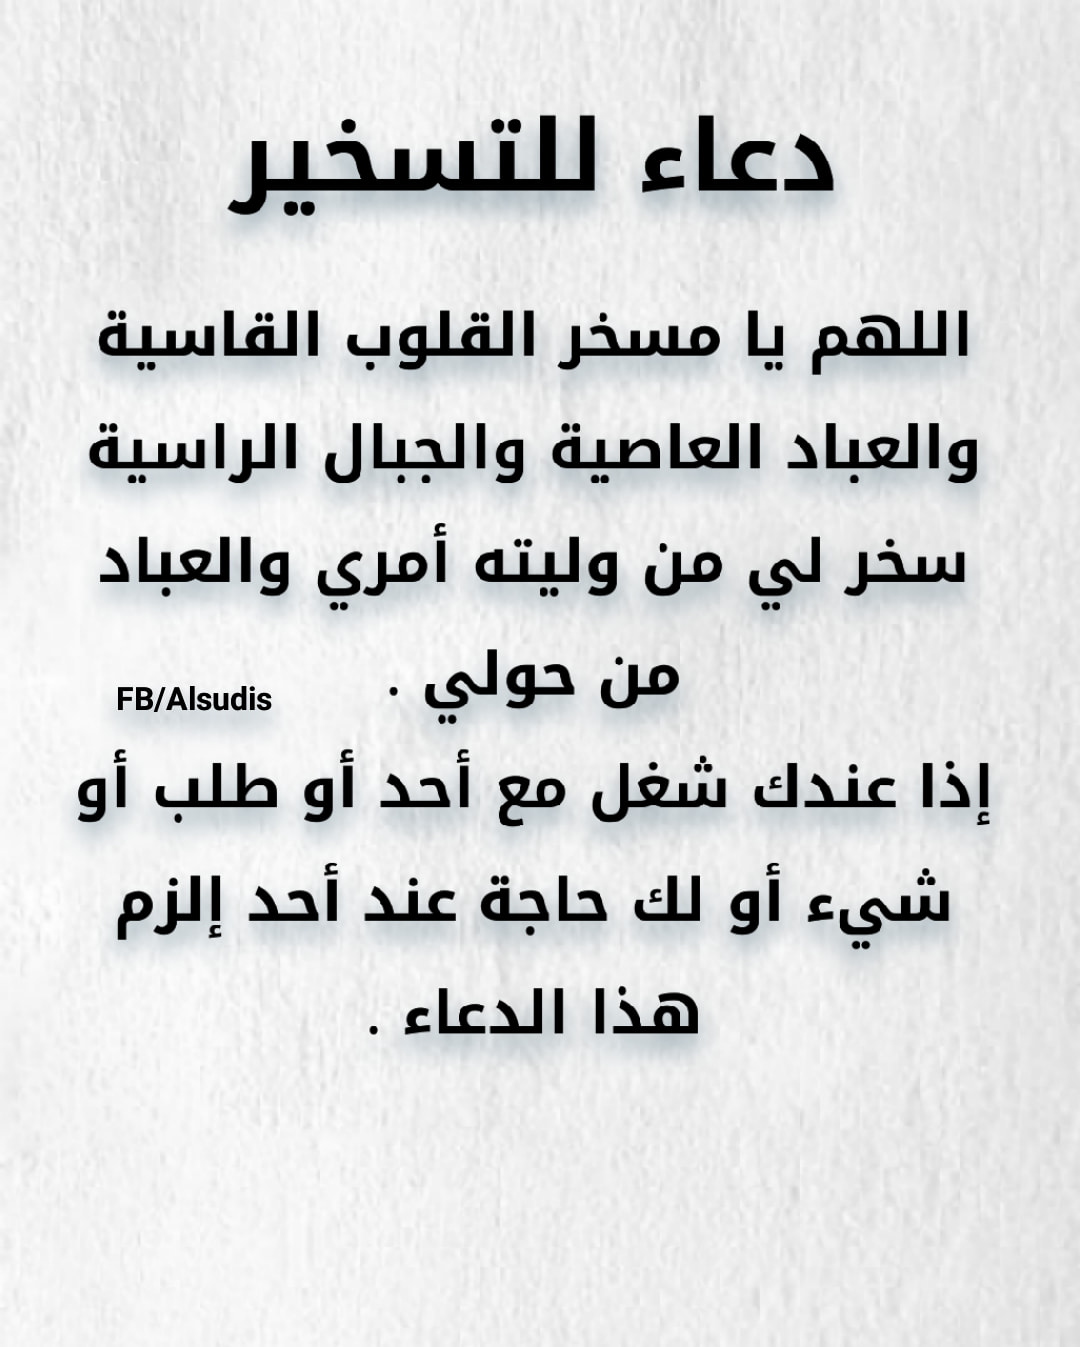 دعاء للتسخير
اللهم يا مسخر القلوب القاسية
والعباد العاصية والجبال الراسية
سخر لي من وليته أمري والعباد
من حولي .
FB/Alsudis
إذا عندك شغل مع أحد أو طلب أو
شيء أو لك حاجة عند أحد إلزم
هذا الدعاء .